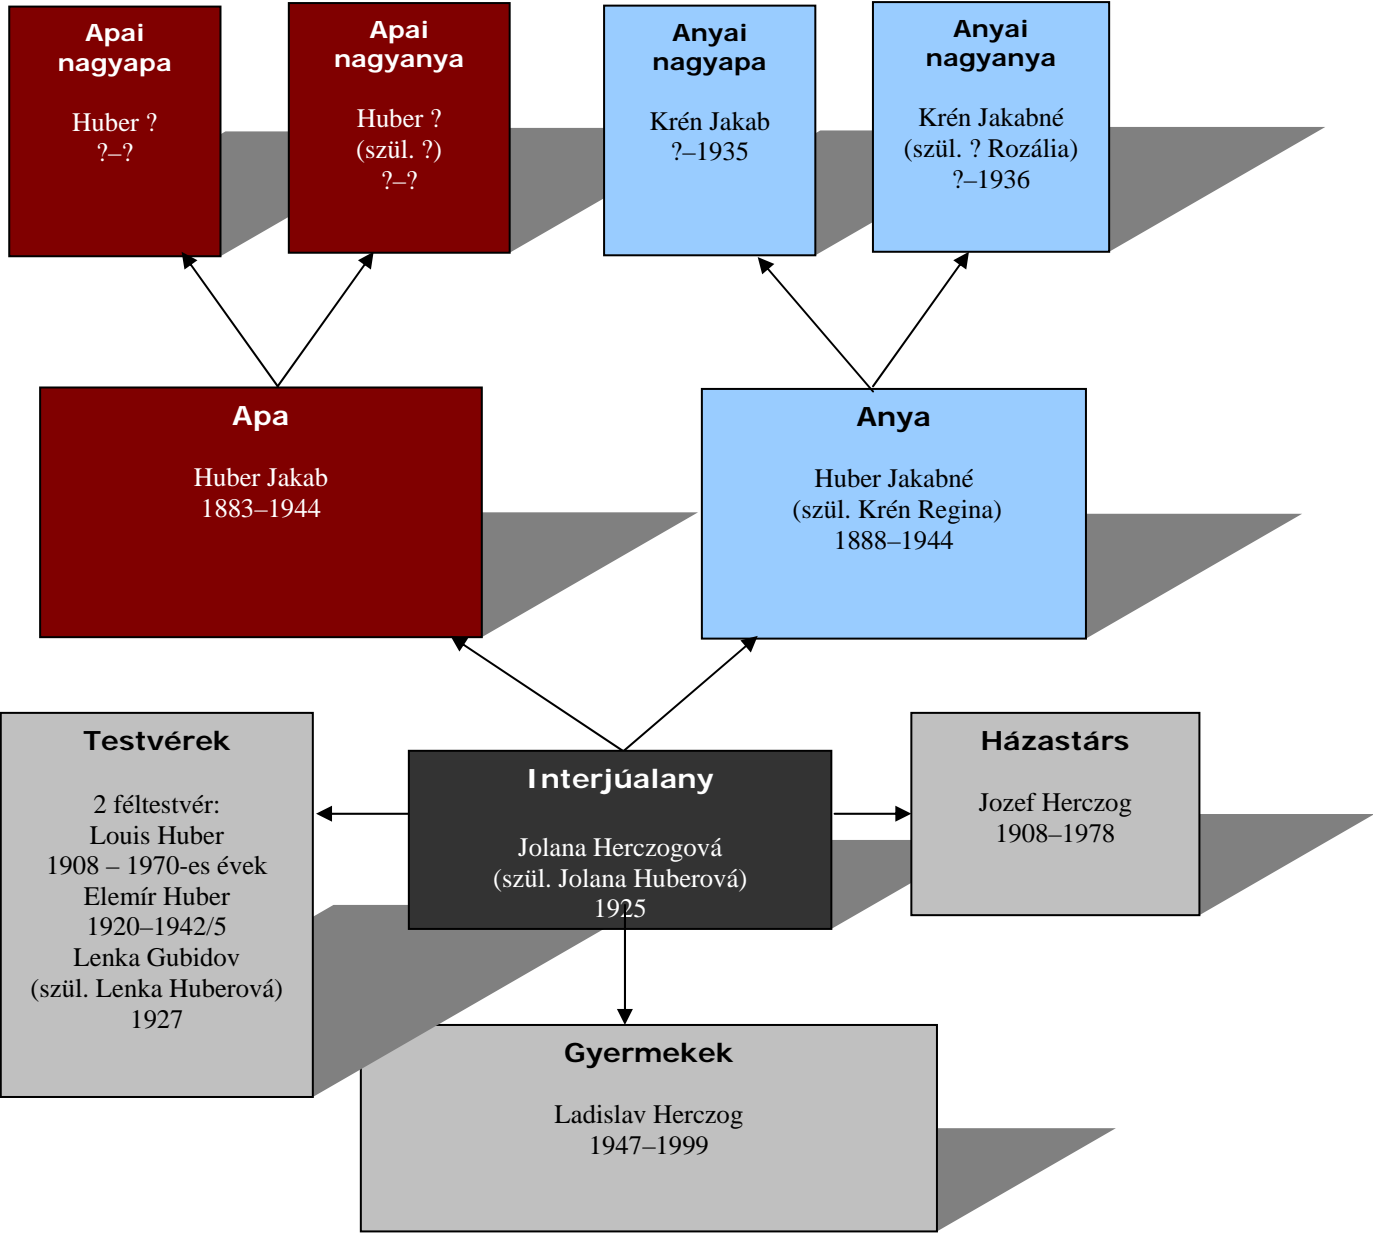 Apai
nagyapa
Huber ?
?–?
Apai
nagyanya
Huber ?
(szül. ?)
?–?
Anyai
nagyapa
Krén Jakab
?–1935
Anyai
nagyanya
Krén Jakabné
(szül. ? Rozália)
?–1936
Apa
Huber Jakab
1883–1944
Anya
Huber Jakabné
(szül. Krén Regina)
1888–1944
Testvérek
2 féltestvér:
Louis Huber
1908 – 1970-es évek
Elemír Huber
1920–1942/5
Lenka Gubidov
(szül. Lenka Huberová)
1927
Interjúalany
Jolana Herczogová
(szül. Jolana Huberová)
1925
Házastárs
Jozef Herczog
1908–1978
Gyermekek
Ladislav Herczog
1947–1999